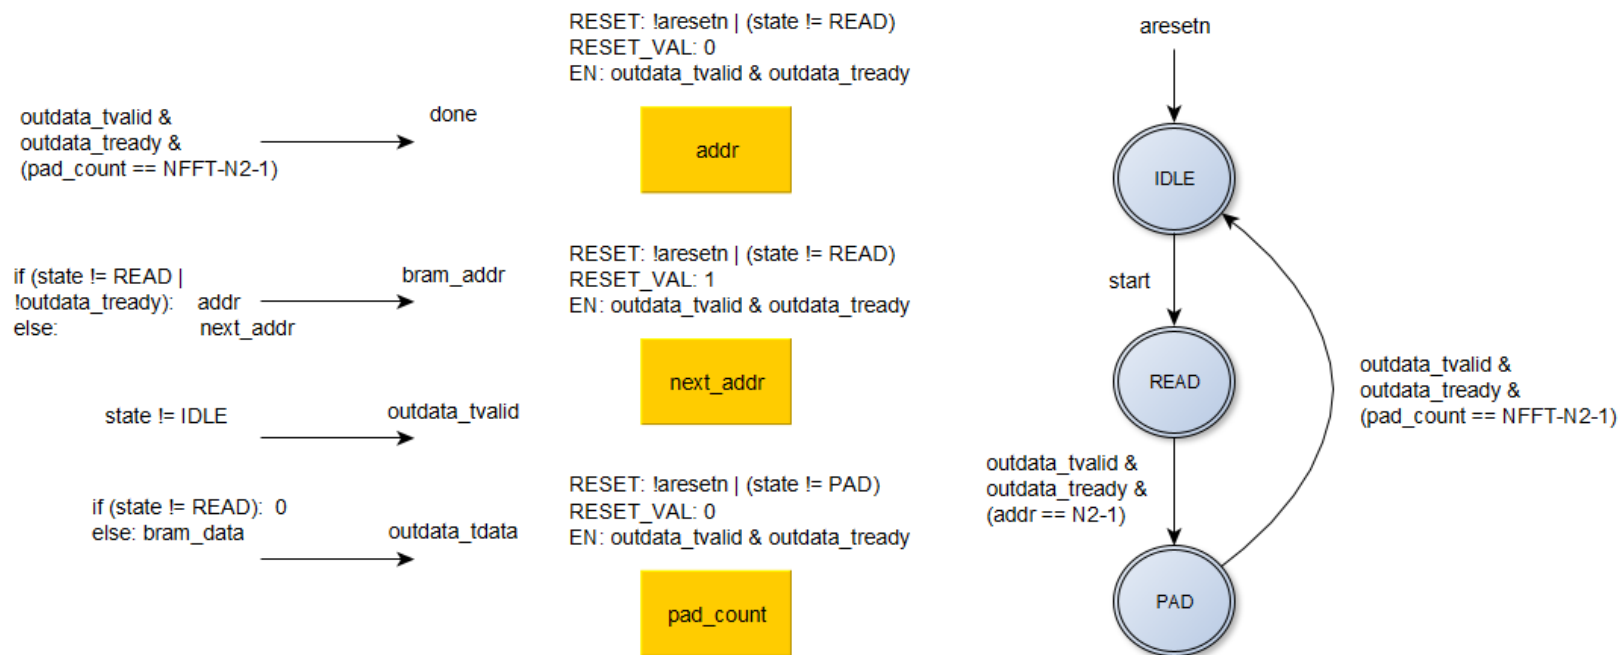 outdata_tvalid &
outdata_tready &
(pad_count == NFFT-N2-1)
done
if (state != READ |
!outdata_tready): addr
else: next_addr
bram_addr
state != IDLE
outdata_tvalid
if (state != READ): 0
else: bram_data
outdata_tdata
RESET: !aresetn | (state != READ)
RESET_VAL: 0
EN: outdata_tvalid & outdata_tready
addr
RESET: !aresetn | (state != READ)
RESET_VAL: 1
EN: outdata_tvalid & outdata_tready
next_addr
RESET: !aresetn | (state != PAD)
RESET_VAL: 0
EN: outdata_tvalid & outdata_tready
pad_count
aresetn
IDLE
start
READ
outdata_tvalid &
outdata_tready &
(addr == N2-1)
PAD
outdata_tvalid &
outdata_tready &
(pad_count == NFFT-N2-1)